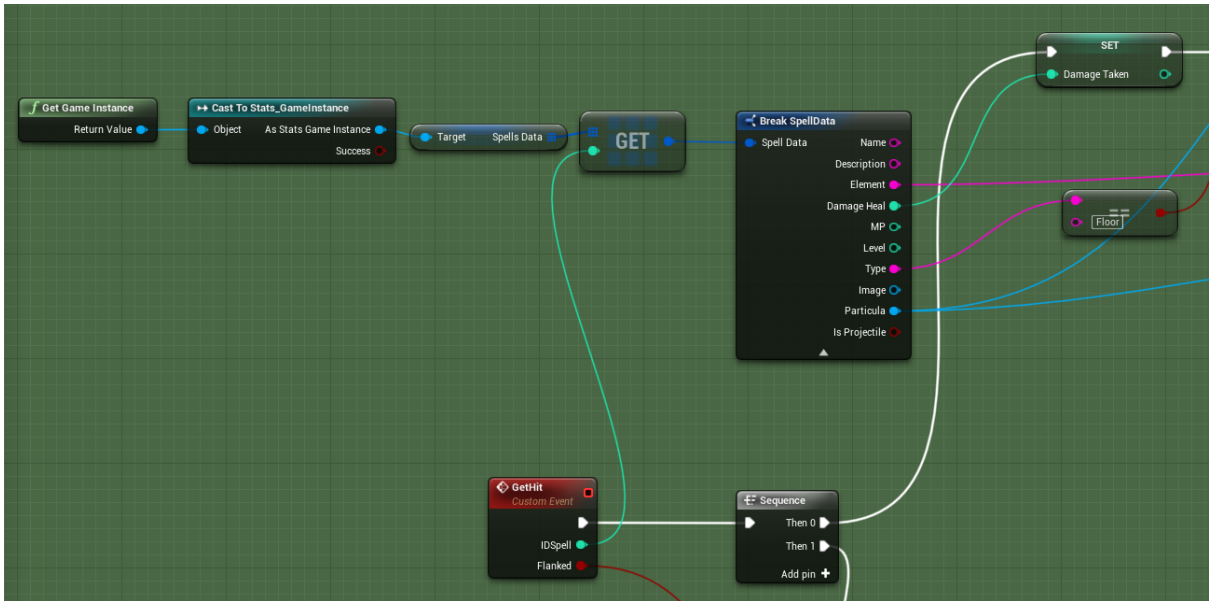 SET
Damage Taken
Get Game Instance
Return Value
Cast To Stats_GameInstance
Object
As Stats Game Instance
Success
Target
Spells Data
GET
Break SpellData
Spell Data
Name
Description
Element
Damage Heal
MP
Level
Type
Image
Particula
Is Projectile
==
Floor
GetHit
Custom Event
IDSpell
Flanked
Sequence
Then 0
Then 1
Add pin +